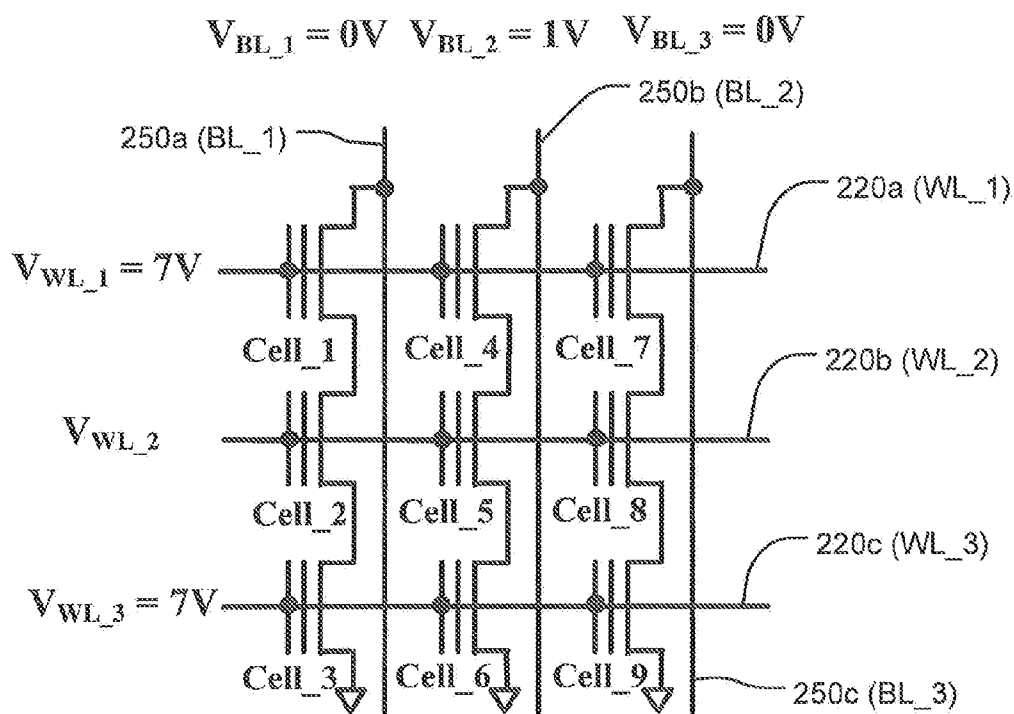 V_BL_1 = 0V V_BL_2 = 1V V_BL_3 = 0V
250b (BL_2)
250a (BL_1)
220a (WL_1)
V_WL_1 = 7V
Cell_1 Cell_4 Cell_7
220b (WL_2)
V_WL_2
Cell_2 Cell_5 Cell_8
220c (WL_3)
V_WL_3 = 7V
Cell_3 Cell_6 Cell_9
250c (BL_3)